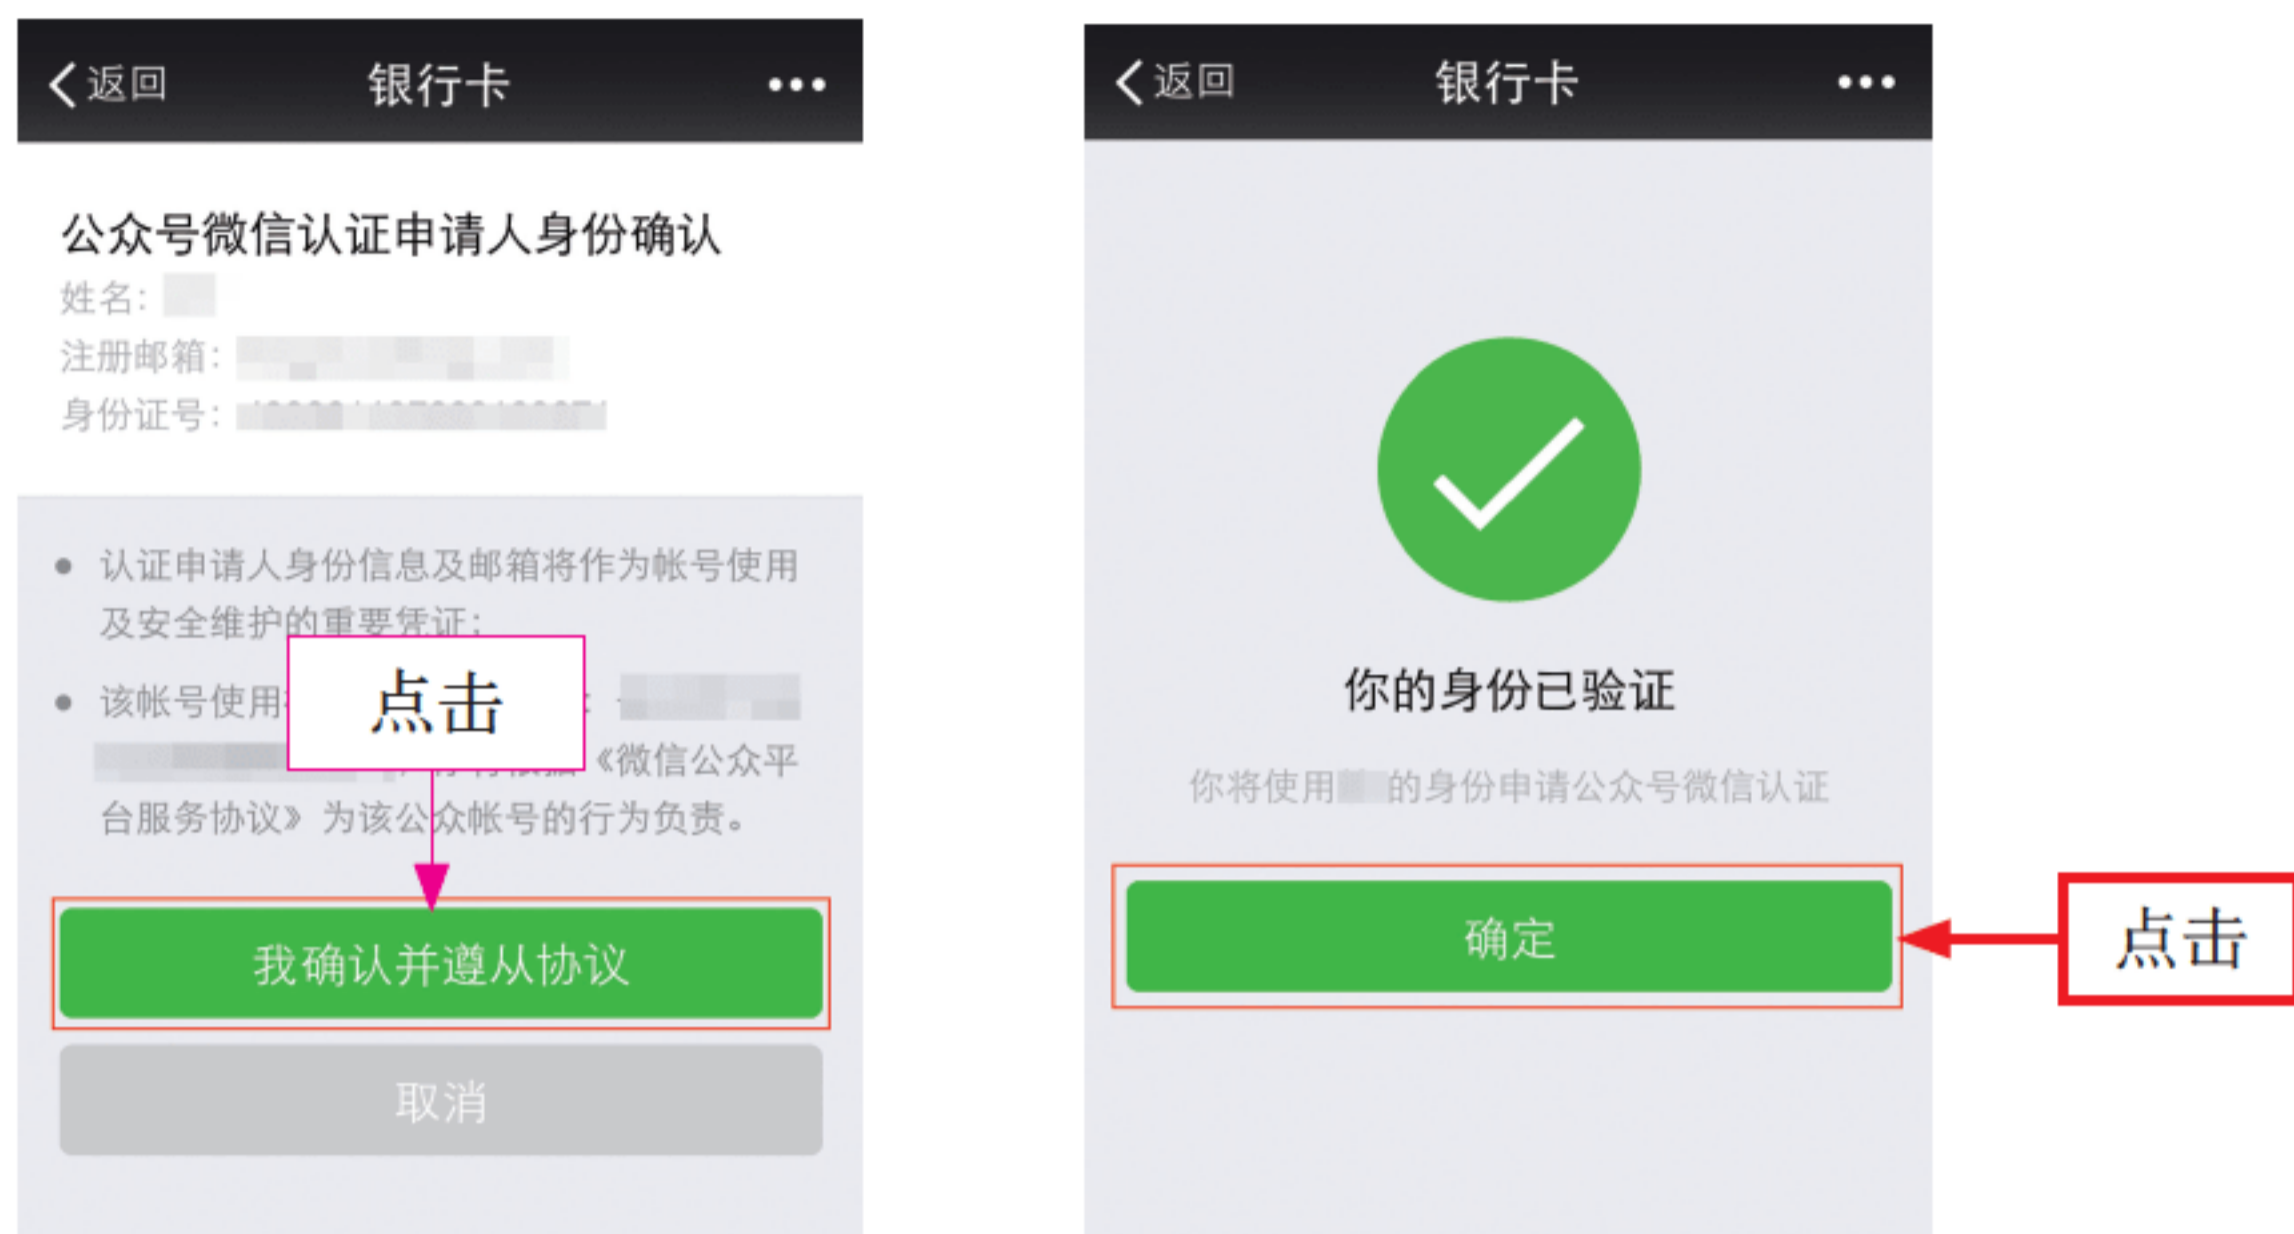 返回 银行卡 •••
公众号微信认证申请人身份确认
姓名:
注册邮箱:
身份证号:
• 认证申请人身份信息及邮箱将作为帐号使用
及安全维护的重要凭证;
• 该帐号使用
点击
《微信公众平
台服务协议》为该公众帐号的行为负责。
我确认并遵从协议
取消
返回 银行卡 •••
你的身份已验证
你将使用 的身份申请公众号微信认证
确定
点击